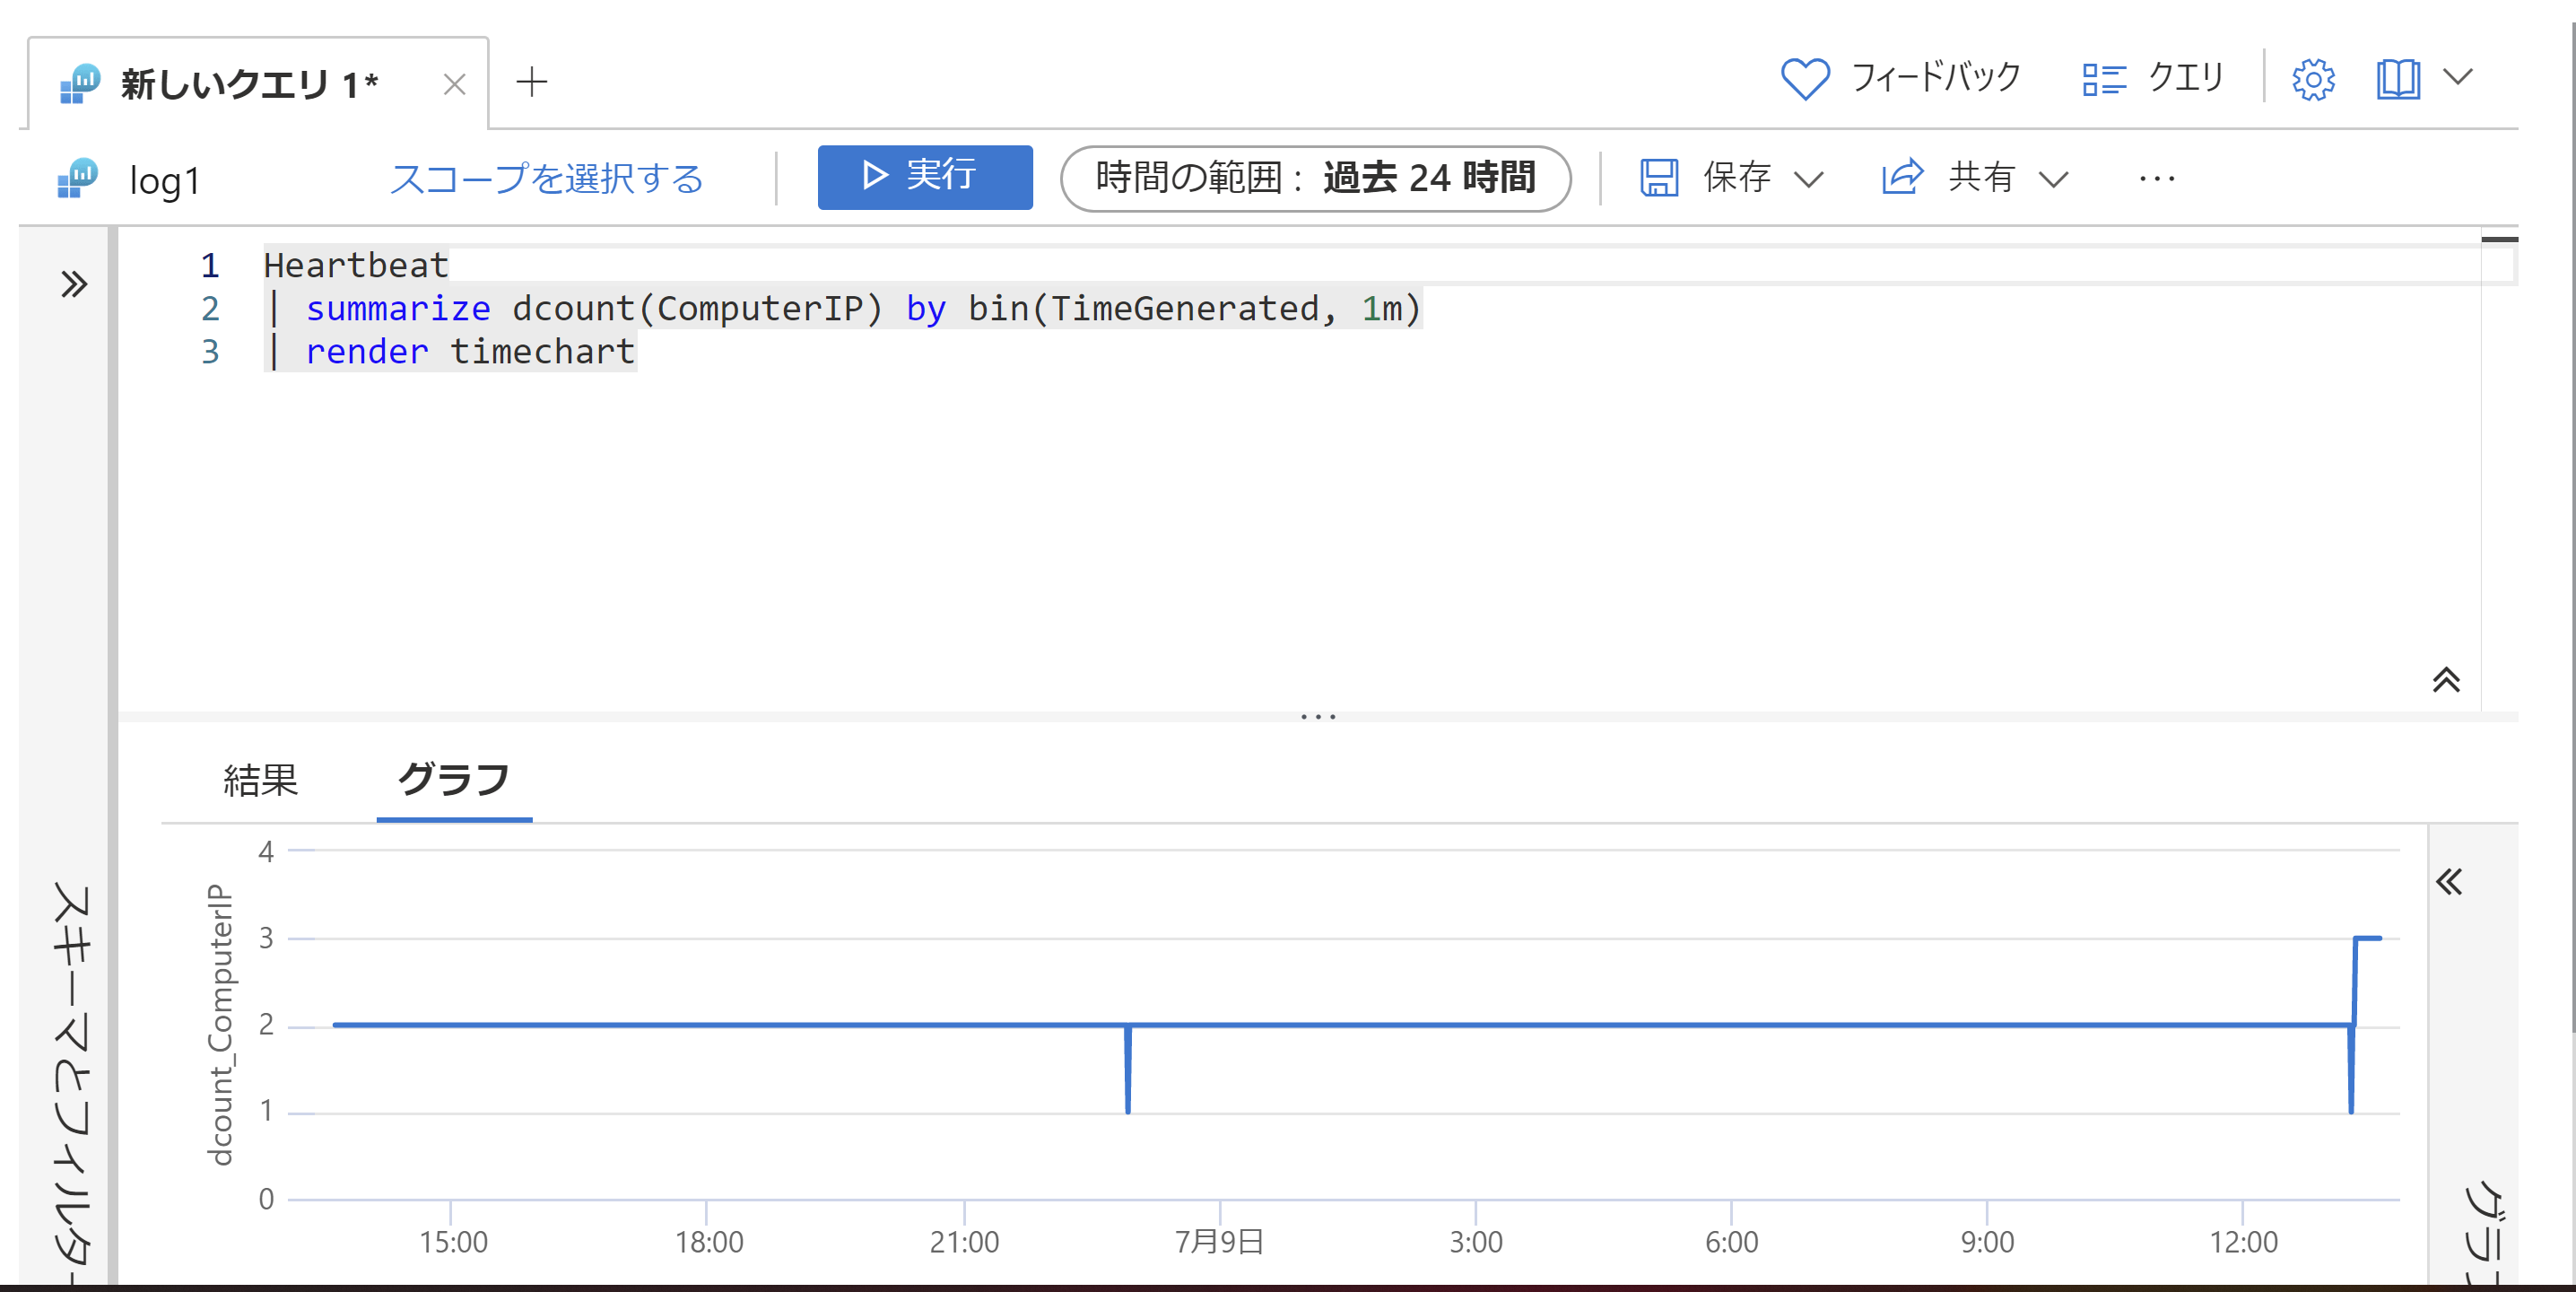 新しいクエリ 1*
フィードバック
クエリ
log1
スコープを選択する
実行
時間の範囲 : 過去 24 時間
保存
共有
1 Heartbeat
2 | summarize dcount(ComputerIP) by bin(TimeGenerated, 1m)
3 | render timechart
スキーマとフィルター
結果
グラフ
dcount_ComputerIP
4
3
2
1
0
15:00 18:00 21:00 7月9日 3:00 6:00 9:00 12:00
グラ